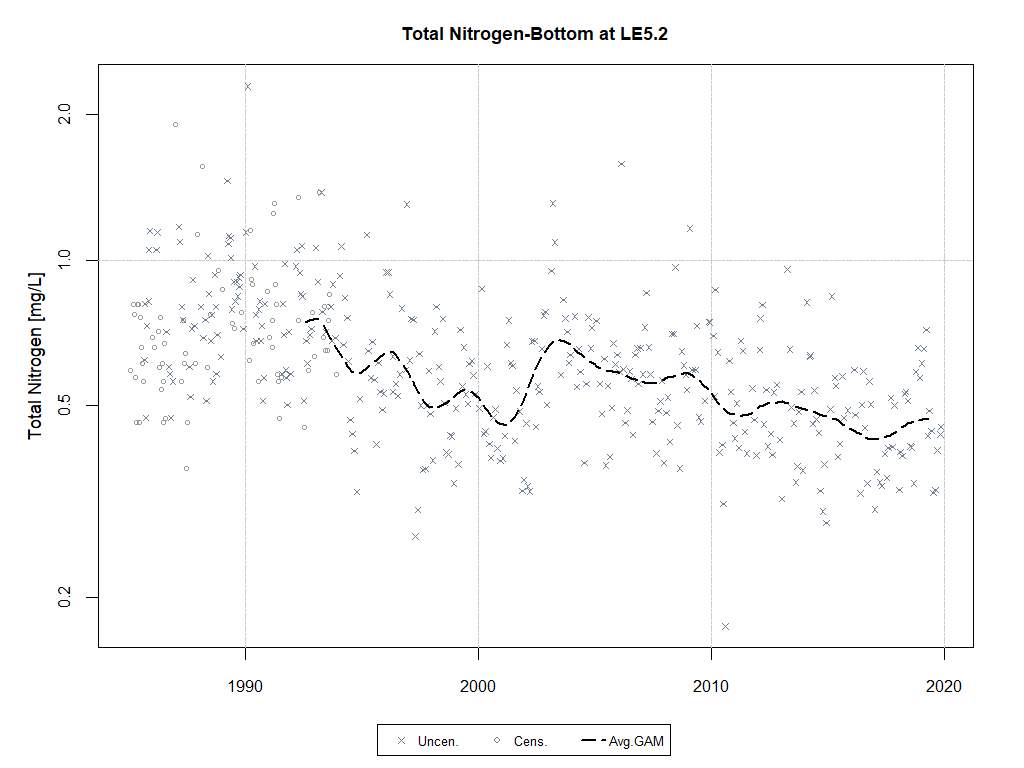 Total Nitrogen-Bottom at LE5.2
Total Nitrogen [mg/L]
2.0
1.0
0.5
0.2
1990 2000 2010 2020
Uncen. Cens. Avg.GAM